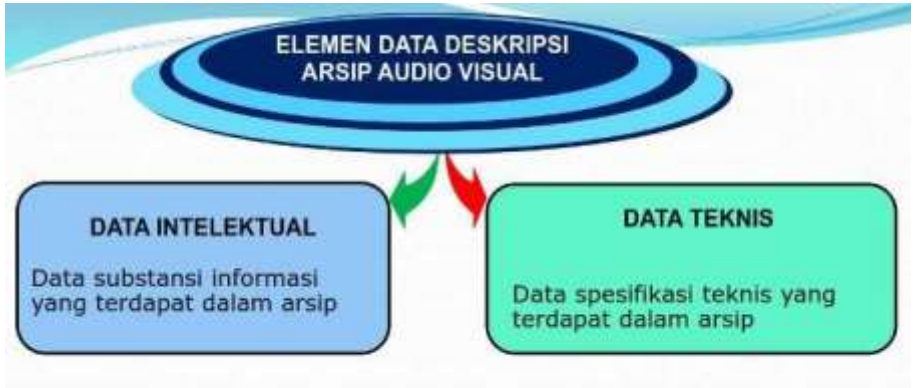 ELEMEN DATA DESKRIPSI
ARSIP AUDIO VISUAL
DATA INTELEKTUAL
Data substansi informasi
yang terdapat dalam arsip
DATA TEKNIS
Data spesifikasi teknis yang
terdapat dalam arsip